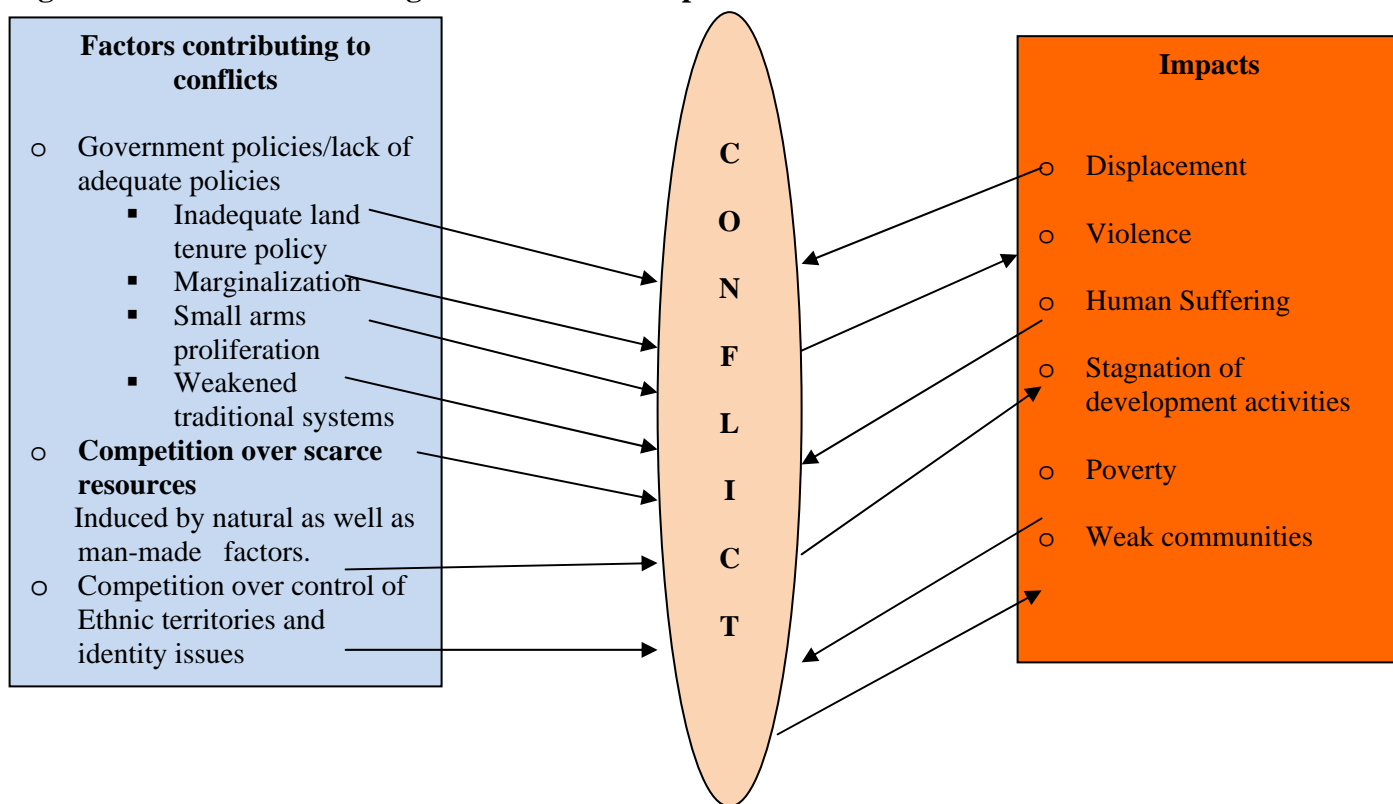 Factors contributing to
conflicts
o Government policies/lack of
adequate policies
▪ Inadequate land
tenure policy
▪ Marginalization
▪ Small arms
proliferation
▪ Weakened
traditional systems
o Competition over scarce
resources
Induced by natural as well as
man-made factors.
o Competition over control of
Ethnic territories and
identity issues
C
O
N
F
L
I
C
T
Impacts
o Displacement
o Violence
o Human Suffering
o Stagnation of
development activities
o Poverty
o Weak communities